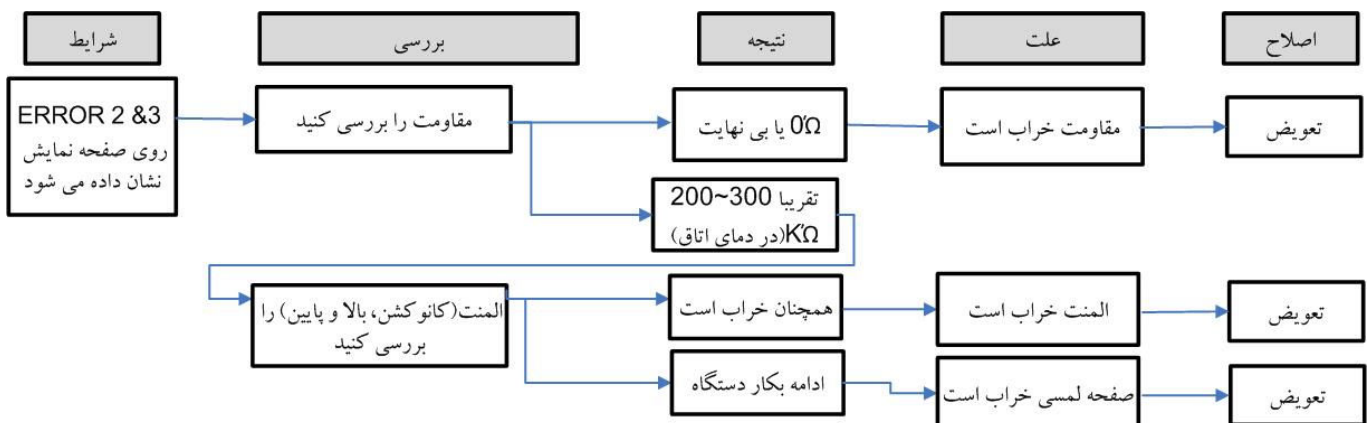 شرایط
بررسی
نتیجه
علت
اصلاح
ERROR 2 &3
روی صفحه نمایش
نشان داده می شود
مقاومت را بررسی کنید
0Ώ یا بی نهایت
مقاومت خراب است
تعویض
تقریبا 300~200
KΏ(در دمای اتاق)
المنت(کانوکشن، بالا و پایین) را
بررسی کنید
همچنان خراب است
المنت خراب است
تعویض
ادامه بکار دستگاه
صفحه لمسی خراب است
تعویض